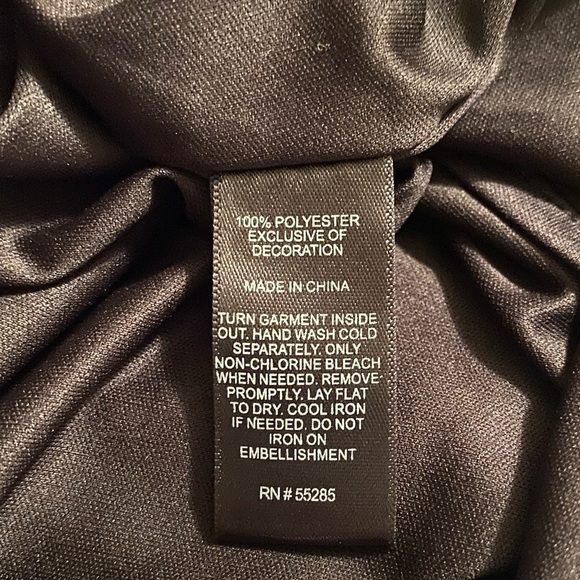 100% POLYESTER
EXCLUSIVE OF
DECORATION
MADE IN CHINA
TURN GARMENT INSIDE
OUT. HAND WASH COLD
SEPARATELY. ONLY
NON-CHLORINE BLEACH
WHEN NEEDED. REMOVE
PROMPTLY. LAY FLAT
TO DRY. COOL IRON
IF NEEDED. DO NOT
IRON ON
EMBELLISHMENT
RN # 55285